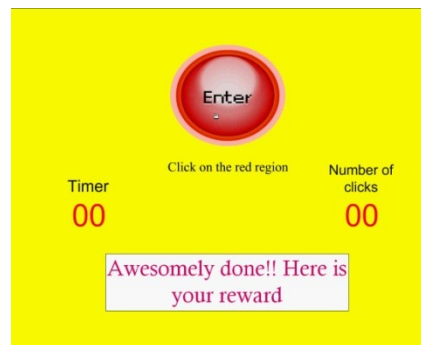 Enter
Click on the red region
Timer
00
Number of
clicks
00
Awesomely done!! Here is
your reward